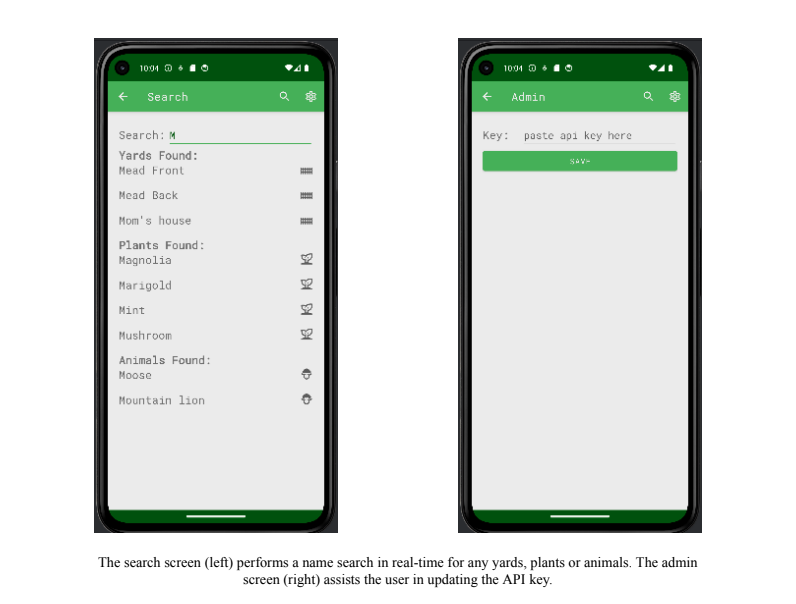 10:04
Search
Search: M
Yards Found:
Mead Front
Mead Back
Mom's house
Plants Found:
Magnolia
Marigold
Mint
Mushroom
Animals Found:
Moose
Mountain lion
10:04
Admin
Key: paste api key here
SAVE
The search screen (left) performs a name search in real-time for any yards, plants or animals. The admin
screen (right) assists the user in updating the API key.